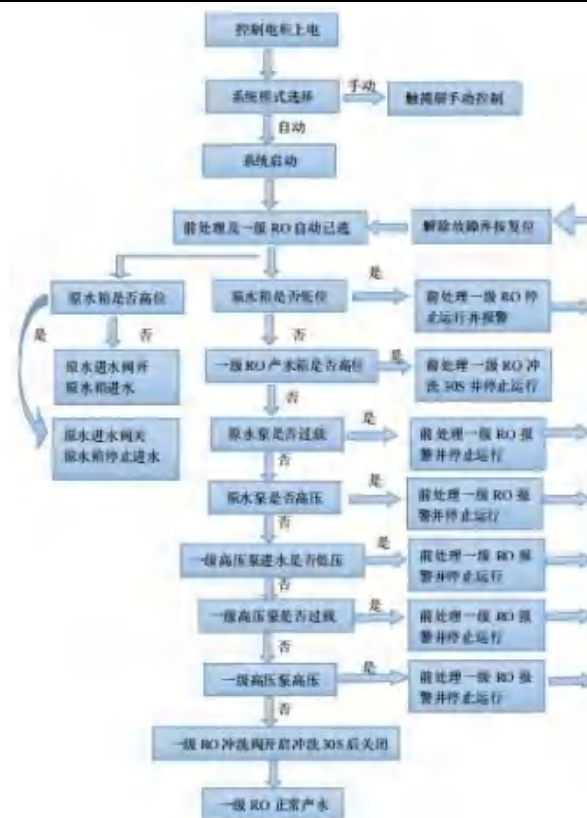 控制电柜上电
系统模式选择
手动
触摸屏手动控制
自动
系统启动
前处理及一级 RO 自动已选
解除故障并按复位
原水箱是否高位
原水箱是否低位
是
前处理一级 RO 停
止运行并报警
是
否
否
原水进水阀开
原水箱进水
一级 RO 产水箱是否高位
是
前处理一级 RO 冲
洗 30S 并停止运行
否
原水进水阀关
原水箱停止进水
原水泵是否过载
是
前处理一级 RO 报
警并停止运行
否
原水泵是否高压
是
前处理一级 RO 报
警并停止运行
否
一级高压泵进水是否低压
是
前处理一级 RO 报
警并停止运行
否
一级高压泵是否过载
是
前处理一级 RO 报
警并停止运行
否
一级高压泵高压
是
前处理一级 RO 报
警并停止运行
否
一级 RO 冲洗阀开启冲洗 30S 后关闭
一级 RO 正常产水